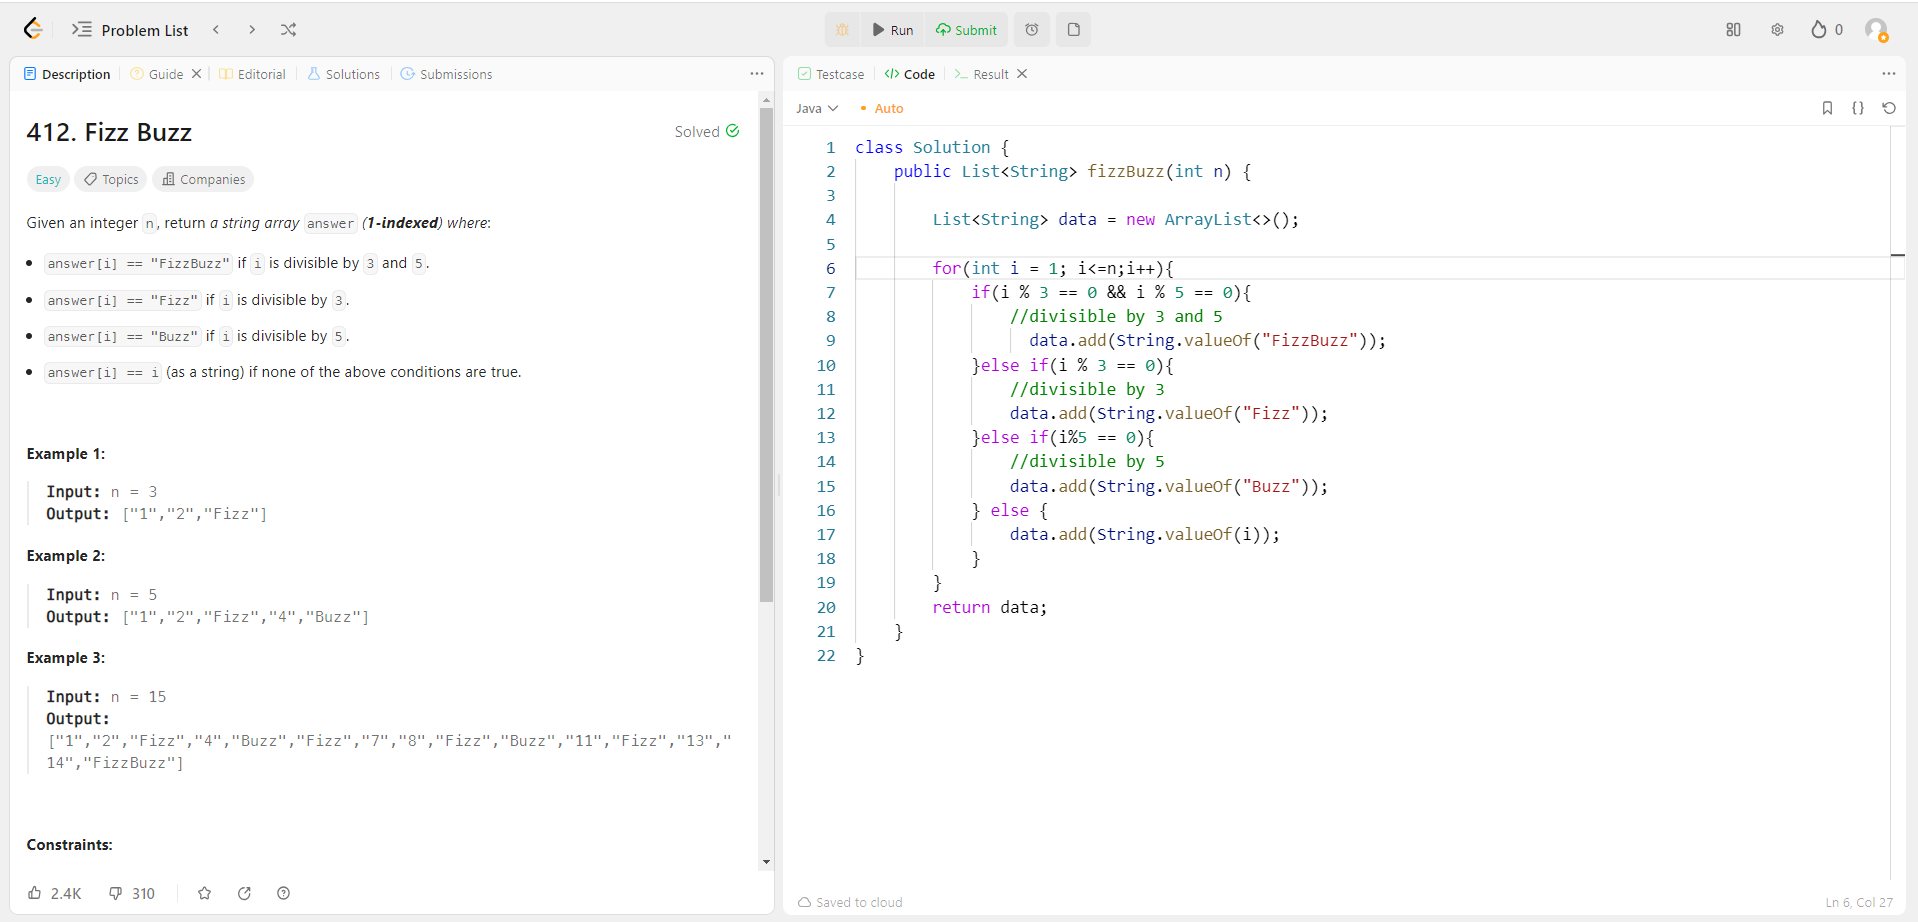 Problem List
Run
Submit
0
Description
Guide
Editorial
Solutions
Submissions
412. Fizz Buzz
Solved
Easy
Topics
Companies
Given an integer n, return a string array answer (1-indexed) where:
answer[i] == "FizzBuzz" if i is divisible by 3 and 5.
answer[i] == "Fizz" if i is divisible by 3.
answer[i] == "Buzz" if i is divisible by 5.
answer[i] == i (as a string) if none of the above conditions are true.
Example 1:
Input: n = 3
Output: ["1","2","Fizz"]
Example 2:
Input: n = 5
Output: ["1","2","Fizz","4","Buzz"]
Example 3:
Input: n = 15
Output:
["1","2","Fizz","4","Buzz","Fizz","7","8","Fizz","Buzz","11","Fizz","13","
14","FizzBuzz"]
Constraints:
2.4K
310
Testcase
Code
Result
Java
Auto
1 class Solution {
2 public List<String> fizzBuzz(int n) {
3
4 List<String> data = new ArrayList<>();
5
6 for(int i = 1; i<=n;i++){
7 if(i % 3 == 0 && i % 5 == 0){
8 //divisible by 3 and 5
9 data.add(String.valueOf("FizzBuzz"));
10 }else if(i % 3 == 0){
11 //divisible by 3
12 data.add(String.valueOf("Fizz"));
13 }else if(i%5 == 0){
14 //divisible by 5
15 data.add(String.valueOf("Buzz"));
16 } else {
17 data.add(String.valueOf(i));
18 }
19 }
20 return data;
21 }
22 }
Saved to cloud
Ln 6, Col 27